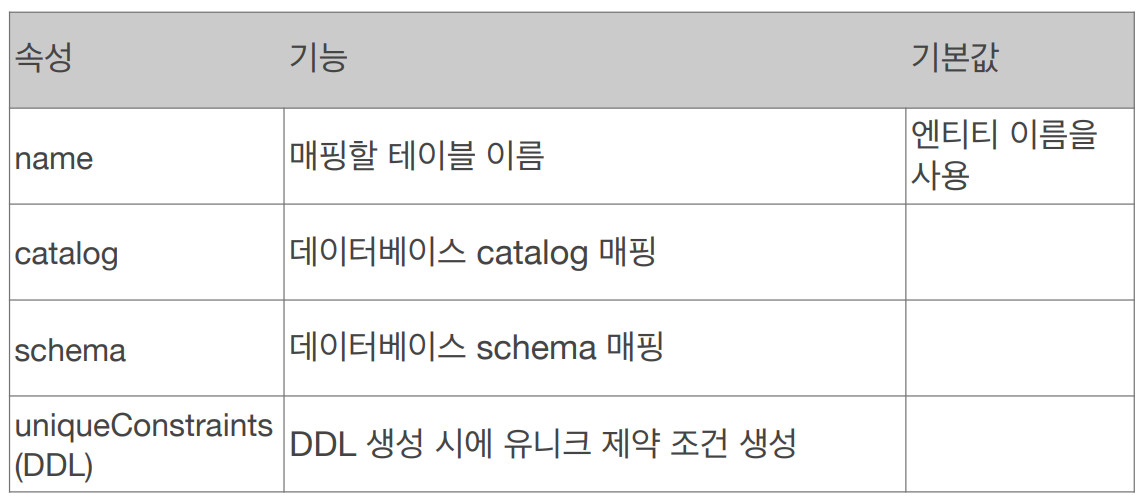 속성 기능 기본값
name 매핑할 테이블 이름 엔티티 이름을
사용
catalog 데이터베이스 catalog 매핑
schema 데이터베이스 schema 매핑
uniqueConstraints
(DDL) DDL 생성 시에 유니크 제약 조건 생성